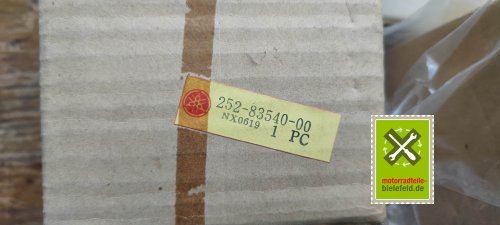 252-83540-00
NX0619 1 PC
motorradteile-
bielefeld.de